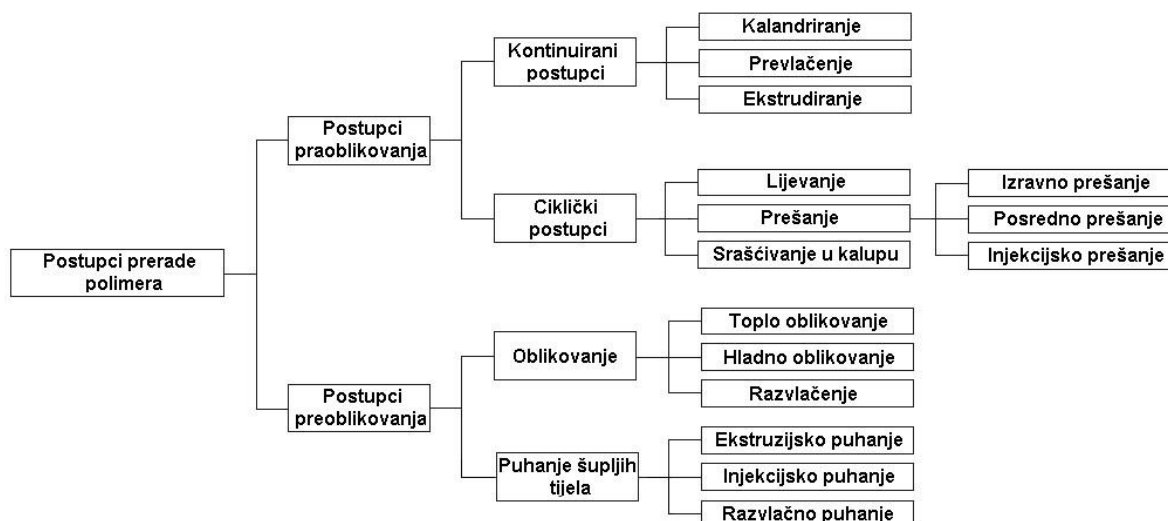 Postupci prerade
polimera
Postupci
praoblikovanja
Kontinuirani
postupci
Kalandriranje
Prevlačenje
Ekstrudiranje
Ciklički
postupci
Lijevanje
Prešanje
Srašćivanje u kalupu
Izravno prešanje
Posredno prešanje
Injekcijsko prešanje
Postupci
preoblikovanja
Oblikovanje
Toplo oblikovanje
Hladno oblikovanje
Razvlačenje
Puhanje šupljih
tijela
Ekstruzijsko puhanje
Injekcijsko puhanje
Razvlačno puhanje